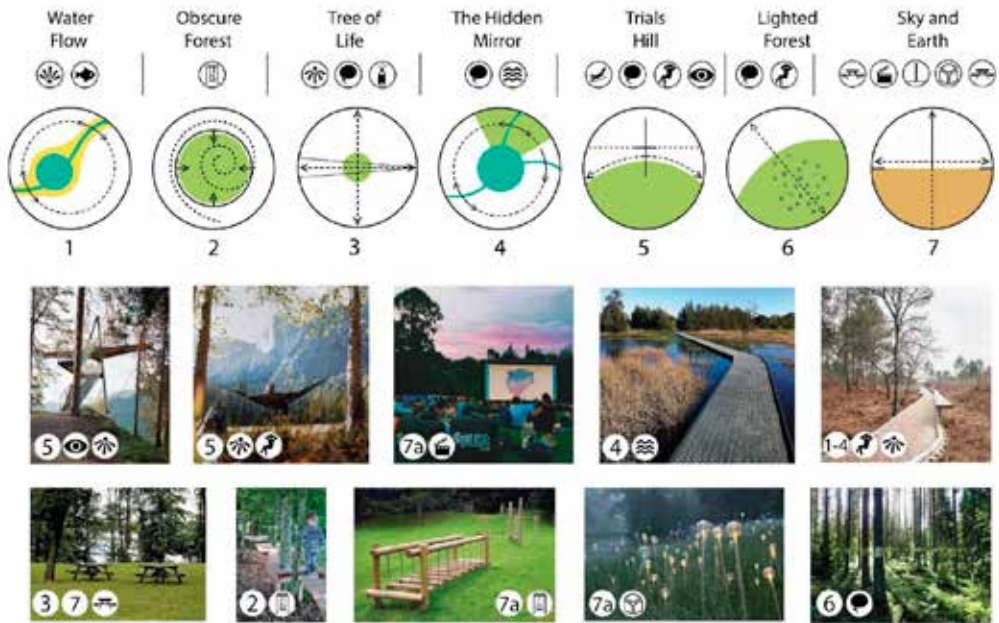 Water
Flow
Obscure
Forest
Tree of
Life
The Hidden
Mirror
Trials
Hill
Lighted
Forest
Sky and
Earth
1
2
3
4
5
6
7
5
5
7a
4
1-4
3 7
2
7a
7a
6